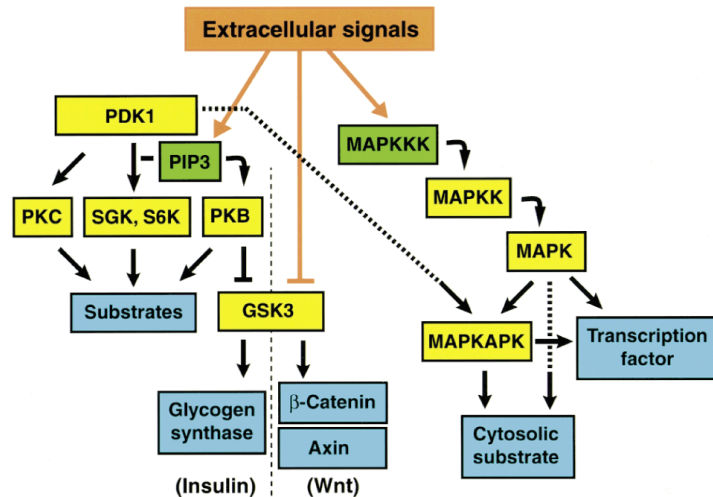 Extracellular signals
PDK1
PIP3
MAPKKK
MAPKK
PKC
SGK, S6K
PKB
MAPK
Substrates
GSK3
MAPKAPK
Transcription
factor
Glycogen
synthase
β-Catenin
Axin
Cytosolic
substrate
(Insulin)
(Wnt)